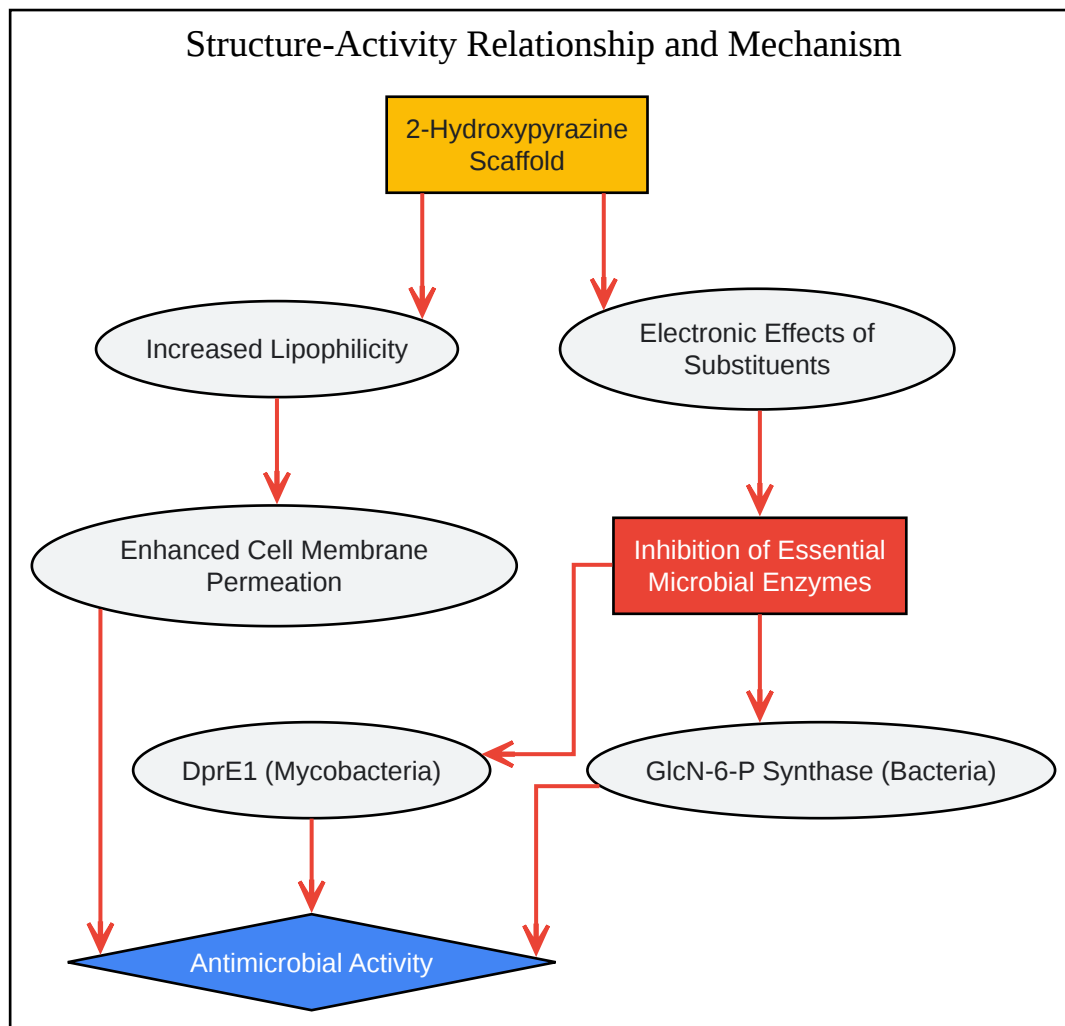 Structure-Activity Relationship and Mechanism
2-Hydroxypyrazine
Scaffold
Increased Lipophilicity
Electronic Effects of
Substituents
Enhanced Cell Membrane
Permeation
Inhibition of Essential
Microbial Enzymes
DprE1 (Mycobacteria)
GlcN-6-P Synthase (Bacteria)
Antimicrobial Activity